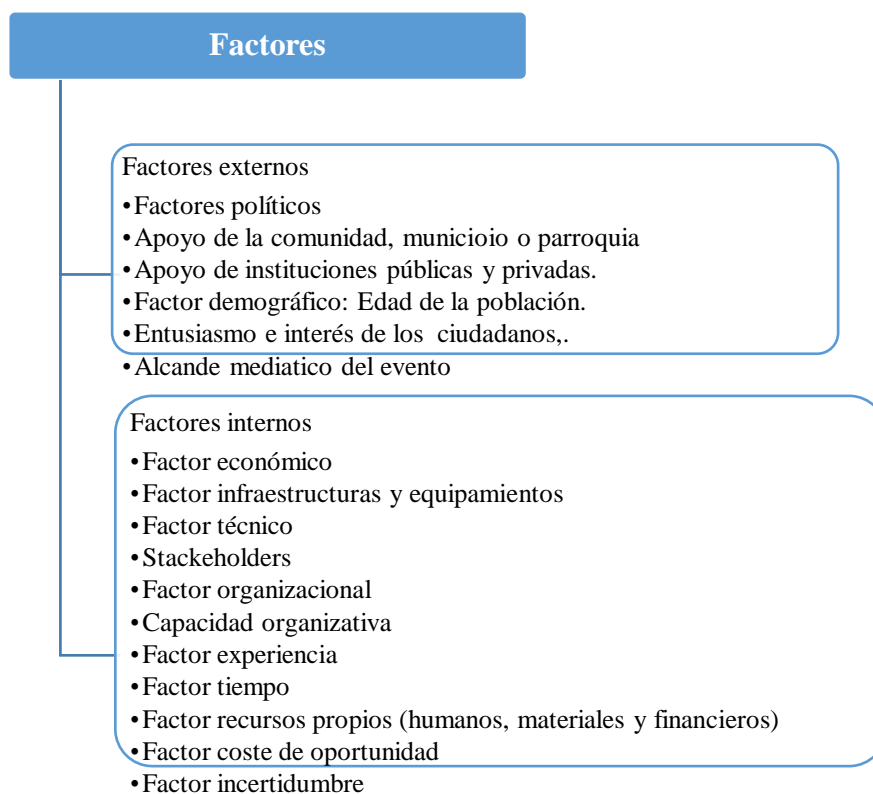 Factores
Factores externos
•Factores políticos
•Apoyo de la comunidad, municioio o parroquia
•Apoyo de instituciones públicas y privadas.
•Factor demográfico: Edad de la población.
•Entusiasmo e interés de los ciudadanos,.
•Alcande mediatico del evento
Factores internos
•Factor económico
•Factor infraestructuras y equipamientos
•Factor técnico
•Stackeholders
•Factor organizacional
•Capacidad organizativa
•Factor experiencia
•Factor tiempo
•Factor recursos propios (humanos, materiales y financieros)
•Factor coste de oportunidad
•Factor incertidumbre